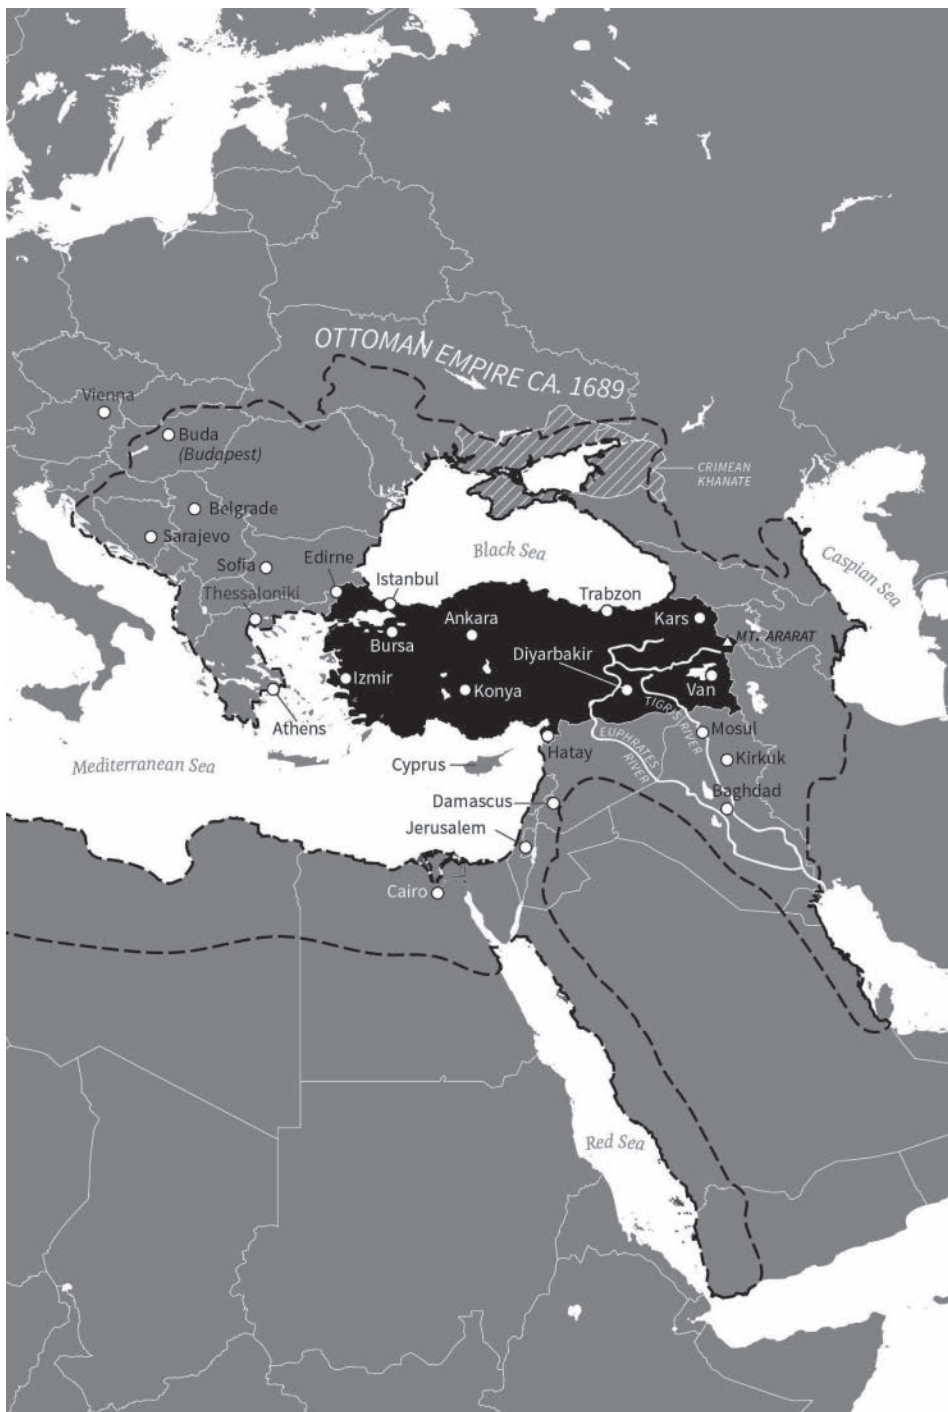 OTTOMAN EMPIRE CA. 1689
Vienna
Buda
(Budapest)
CRIMEAN
KHANATE
Belgrade
Sarajevo
Black Sea
Caspian Sea
Sofia
Edirne
Thessaloniki
Istanbul
Trabzon
Ankara
Kars
Bursa
MT. ARARAT
Diyarbakir
Izmir
Konya
Van
TIGRIS RIVER
Athens
Mosul
EUPHRATES
RIVER
Hatay
Kirkuk
Mediterranean Sea
Cyprus
Baghdad
Damascus
Jerusalem
Cairo
Red Sea